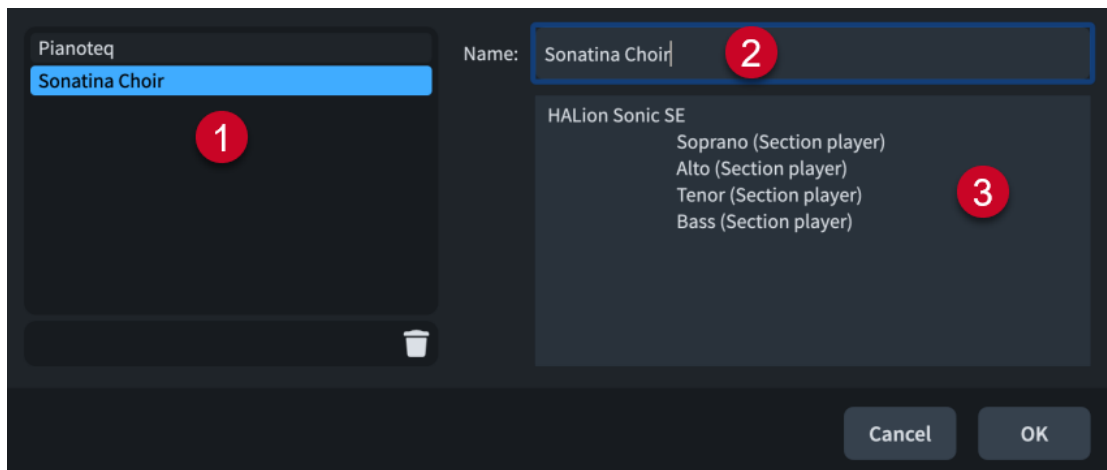 Pianoteq
Sonatina Choir
1
Name:
Sonatina Choir
2
HALion Sonic SE
Soprano (Section player)
Alto (Section player)
Tenor (Section player)
Bass (Section player)
3
Cancel
OK